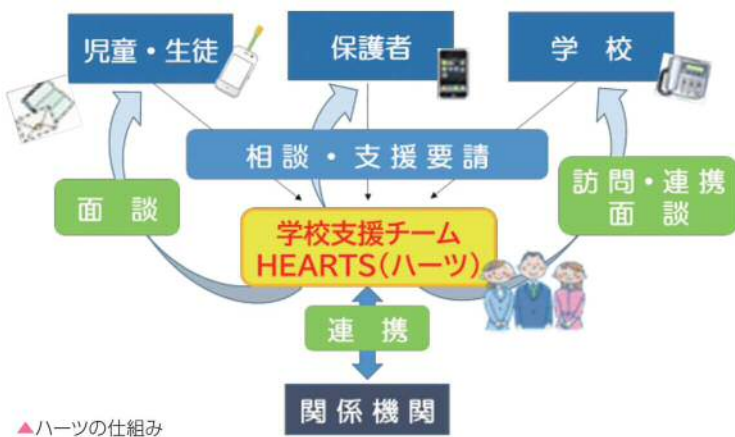 児童・生徒
保護者
学校
相談・支援要請
面談
訪問・連携
面談
学校支援チーム
HEARTS(ハーツ)
連携
関係機関
▲ハーツの仕組み